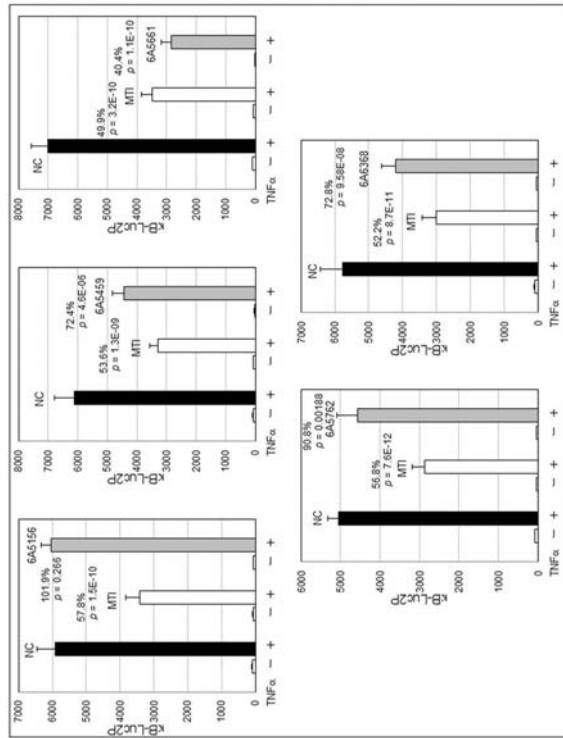 κB-Luc2P
8000
7000
6000
5000
4000
3000
2000
1000
0
NC
49.9%
p = 3.2E-10
MTI
40.4%
p = 1.1E-10
6A5661
TNFα − + − + − +
κB-Luc2P
7000
6000
5000
4000
3000
2000
1000
0
NC
53.6%
p = 1.3E-09
MTI
72.4%
p = 4.6E-06
6A5459
TNFα − + − + − +
κB-Luc2P
7000
6000
5000
4000
3000
2000
1000
0
NC
57.8%
p = 1.5E-10
MTI
101.9%
p = 0.266
6A5156
TNFα − + − + − +
κB-Luc2P
7000
6000
5000
4000
3000
2000
1000
0
NC
52.2%
p = 8.7E-11
MTI
72.8%
p = 9.58E-08
6A6368
TNFα − + − + − +
κB-Luc2P
6000
5000
4000
3000
2000
1000
0
NC
56.8%
p = 7.6E-12
MTI
90.8%
p = 0.00188
6A5762
TNFα − + − + − +